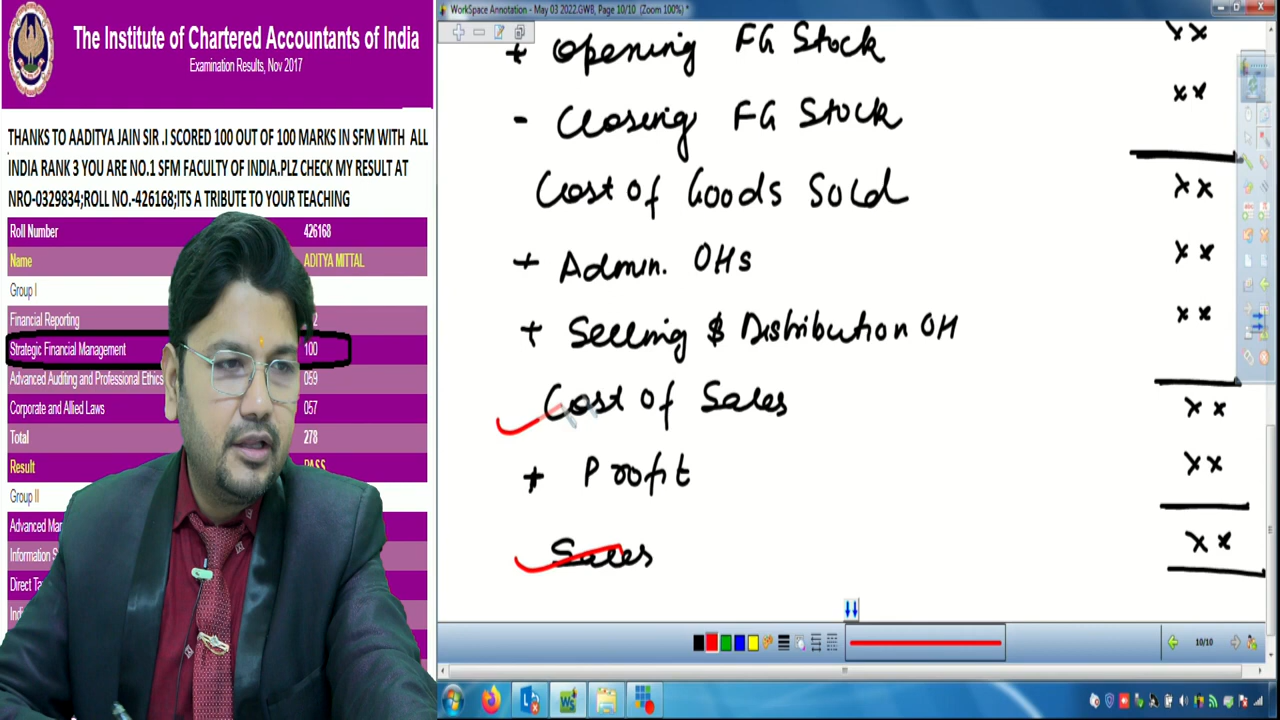 The Institute of Chartered Accountants of India
Examination Results, Nov 2017
THANKS TO AADITYA JAIN SIR .I SCORED 100 OUT OF 100 MARKS IN SFM WITH ALL
INDIA RANK 3 YOU ARE NO.1 SFM FACULTY OF INDIA.PLZ CHECK MY RESULT AT
NRO-0329834;ROLL NO.-426168;ITS A TRIBUTE TO YOUR TEACHING
Roll Number 426168
Name ADITYA MITTAL
Group I
Financial Reporting
Strategic Financial Management 100
Advanced Auditing and Professional Ethics 059
Corporate and Allied Laws 057
Total 278
Result PASS
Group II
Advanced
Information
Direct
WorkSpace Annotation - May 03 2022.GWB, Page 10/10 (Zoom 100%) *
+ Opening FG Stock xx
- Closing FG Stock xx
Cost of Goods Sold xx
+ Admin. OHs xx
+ Selling & Distribution OH xx
Cost of Sales xx
+ Profit xx
Sales xx
10/10